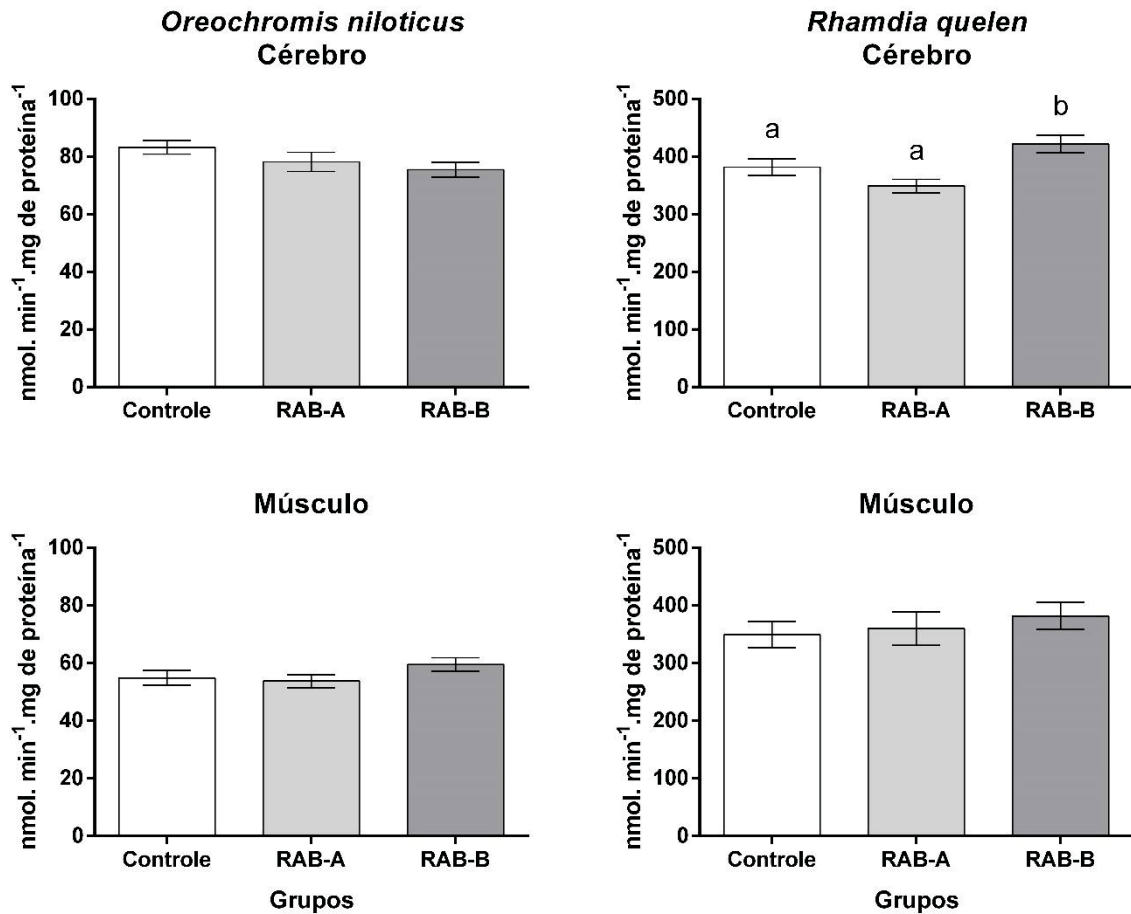 Oreochromis niloticus
Cérebro
nmol. min⁻¹.mg de proteína⁻¹
100
80
60
40
20
0
Controle RAB-A RAB-B
Rhamdia quelen
Cérebro
nmol. min⁻¹.mg de proteína⁻¹
500
400
300
200
100
0
a a b
Controle RAB-A RAB-B
Músculo
nmol. min⁻¹.mg de proteína⁻¹
100
80
60
40
20
0
Controle RAB-A RAB-B
Grupos
Músculo
nmol. min⁻¹.mg de proteína⁻¹
500
400
300
200
100
0
Controle RAB-A RAB-B
Grupos